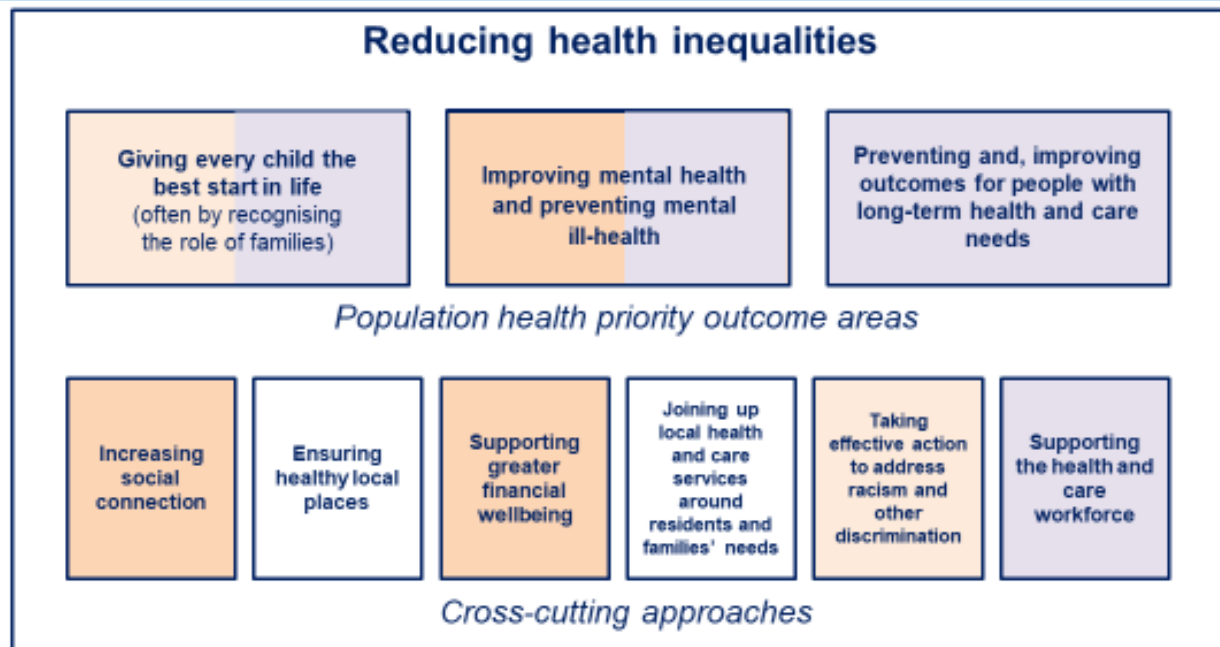 Reducing health inequalities
Giving every child the
best start in life
(often by recognising
the role of families)
Improving mental health
and preventing mental
ill-health
Preventing and, improving
outcomes for people with
long-term health and care
needs
Population health priority outcome areas
Increasing
social
connection
Ensuring
healthy local
places
Supporting
greater
financial
wellbeing
Joining up
local health
and care
services
around
residents and
families' needs
Taking
effective action
to address
racism and
other
discrimination
Supporting
the health and
care
workforce
Cross-cutting approaches